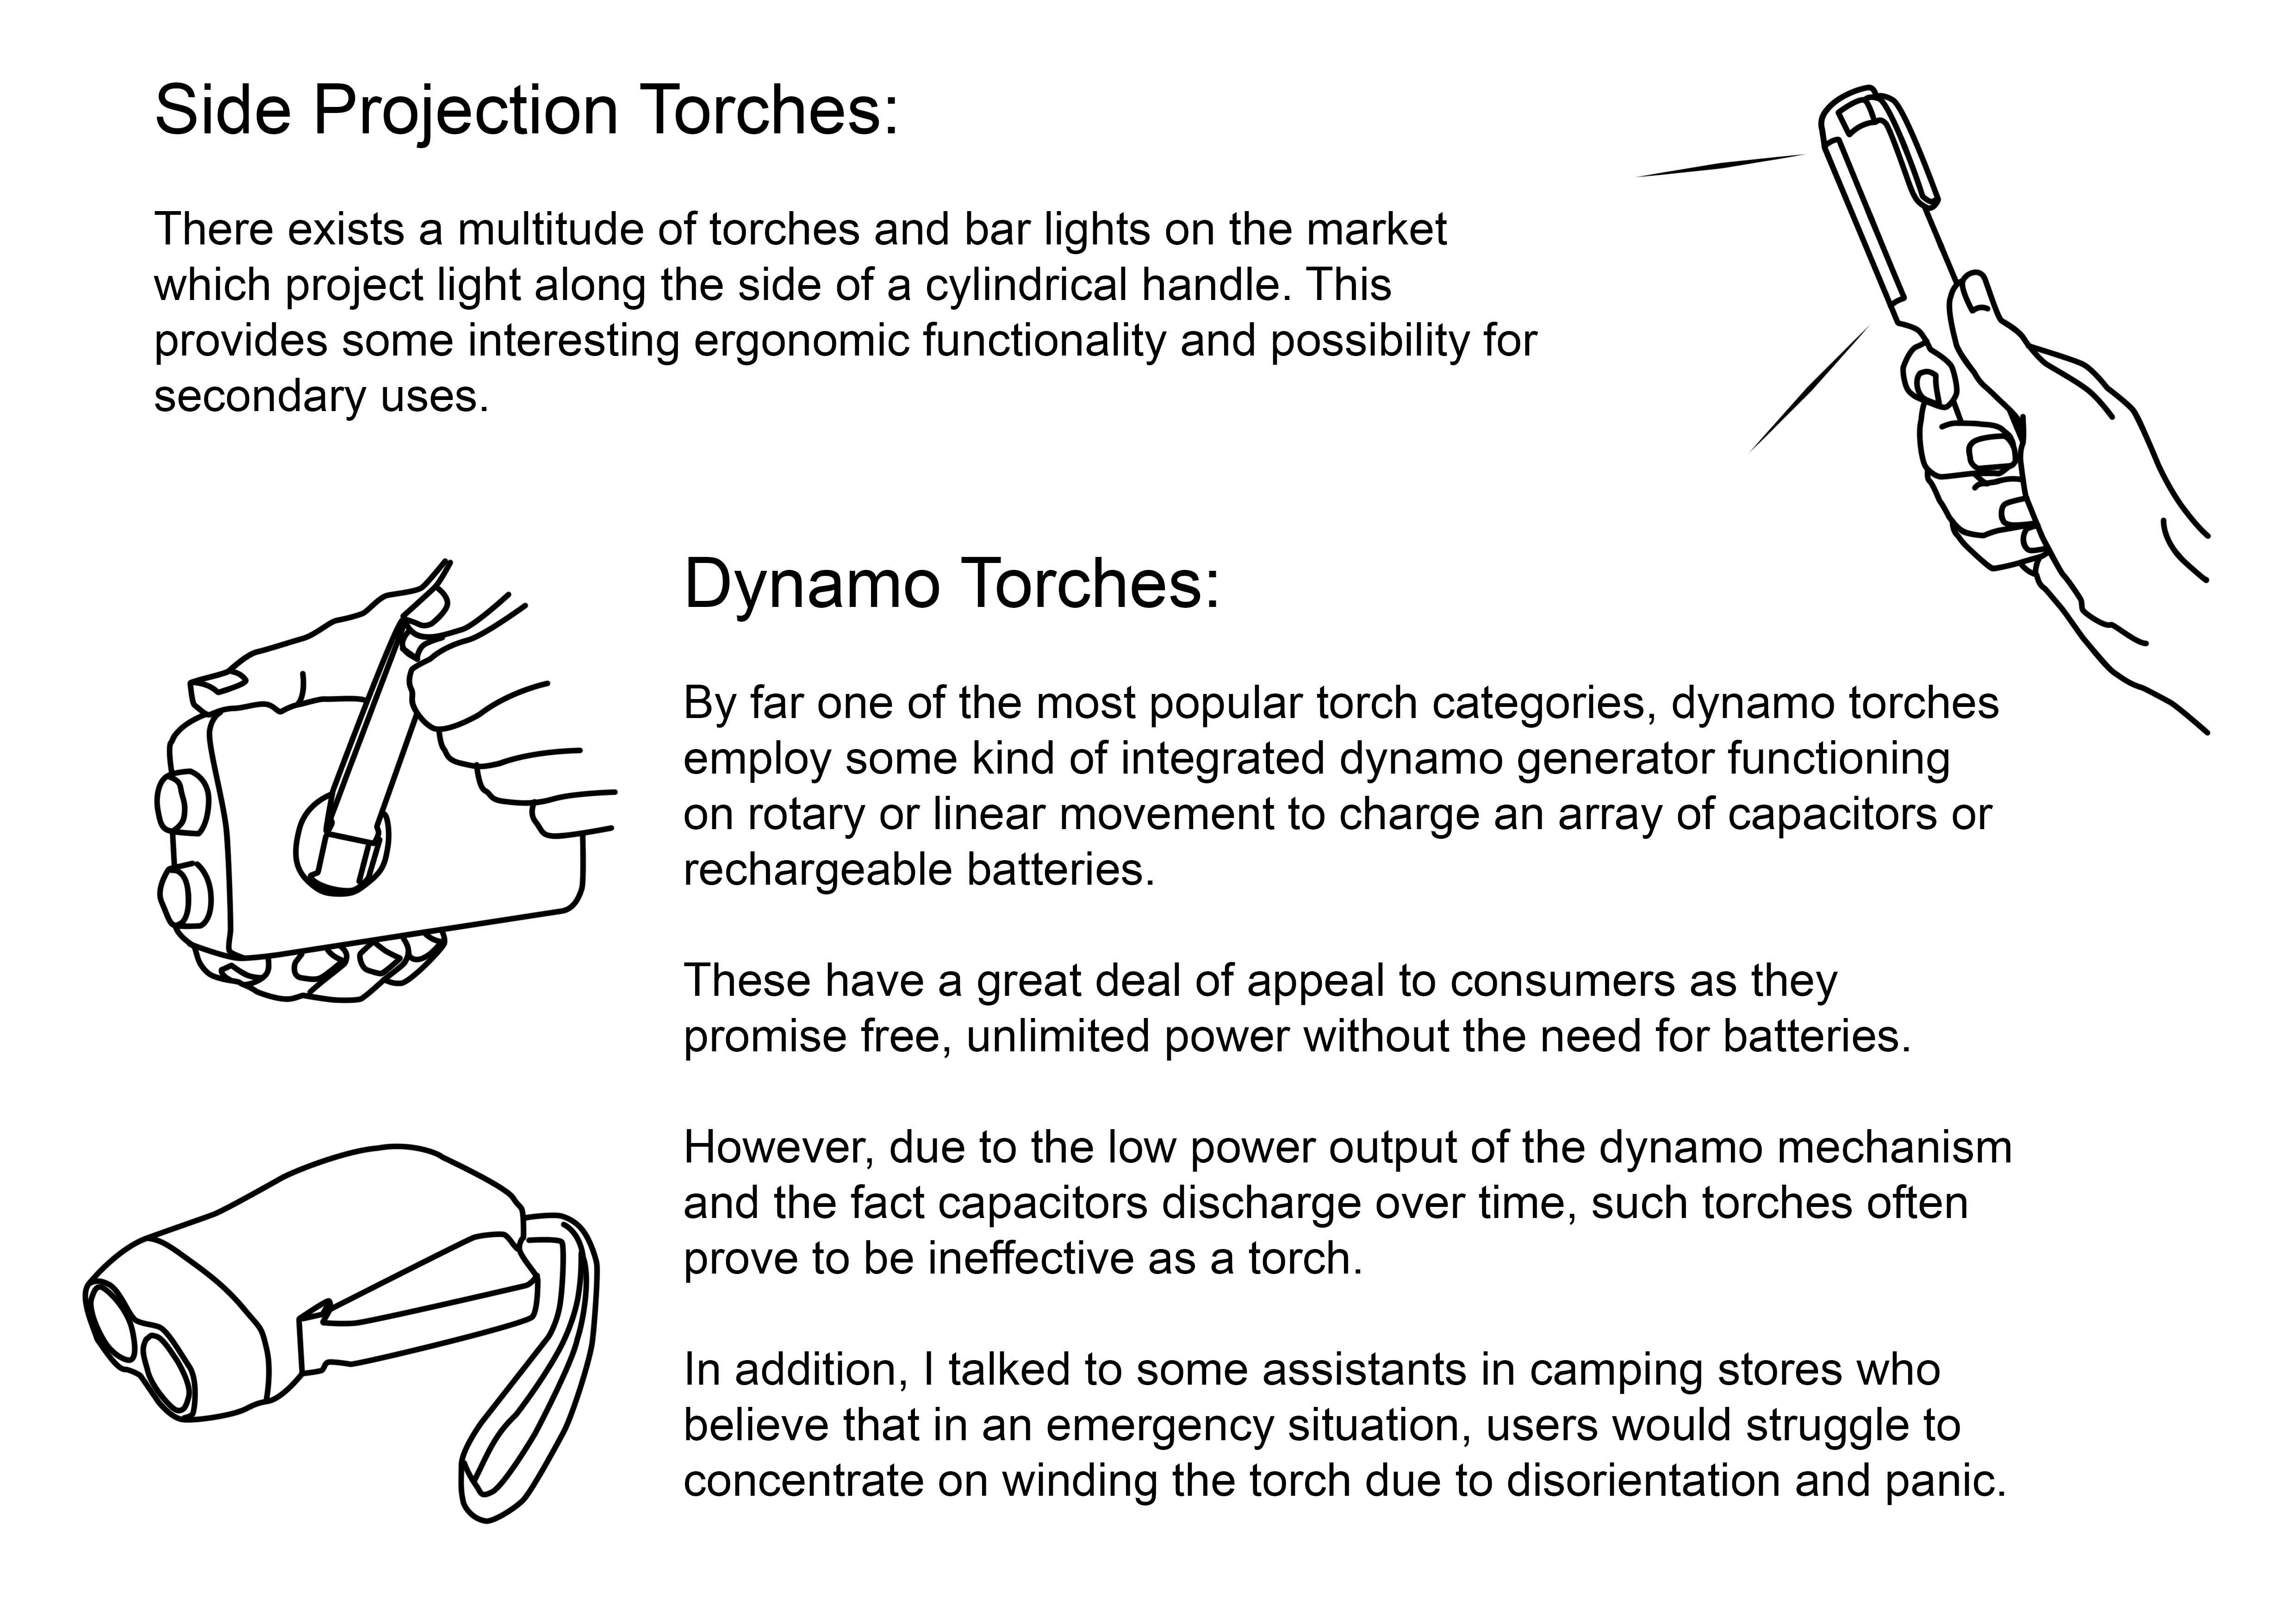 Side Projection Torches:
There exists a multitude of torches and bar lights on the market
which project light along the side of a cylindrical handle. This
provides some interesting ergonomic functionality and possibility for
secondary uses.
Dynamo Torches:
By far one of the most popular torch categories, dynamo torches
employ some kind of integrated dynamo generator functioning
on rotary or linear movement to charge an array of capacitors or
rechargeable batteries.
These have a great deal of appeal to consumers as they
promise free, unlimited power without the need for batteries.
However, due to the low power output of the dynamo mechanism
and the fact capacitors discharge over time, such torches often
prove to be ineffective as a torch.
In addition, I talked to some assistants in camping stores who
believe that in an emergency situation, users would struggle to
concentrate on winding the torch due to disorientation and panic.